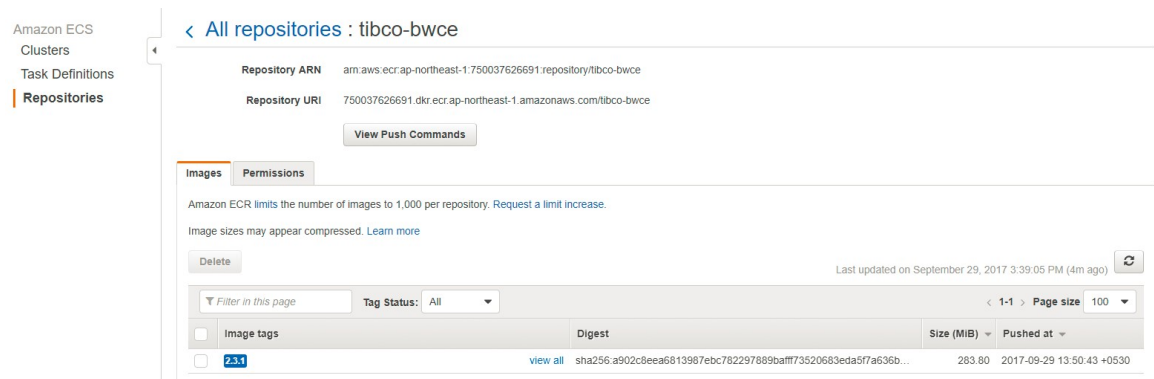 Amazon ECS
Clusters
Task Definitions
Repositories
All repositories : tibco-bwce
Repository ARN arn:aws:ecr:ap-northeast-1:750037626691:repository/tibco-bwce
Repository URI 750037626691.dkr.ecr.ap-northeast-1.amazonaws.com/tibco-bwce
View Push Commands
Images Permissions
Amazon ECR limits the number of images to 1,000 per repository. Request a limit increase.
Image sizes may appear compressed. Learn more
Delete
Last updated on September 29, 2017 3:39:05 PM (4m ago)
Filter in this page Tag Status: All 1-1 Page size 100
Image tags Digest Size (MiB) Pushed at
2.3.1 view all sha256:a902c8eea6813987ebc782297889bafff73520683eda5f7a636b... 283.80 2017-09-29 13:50:43 +0530